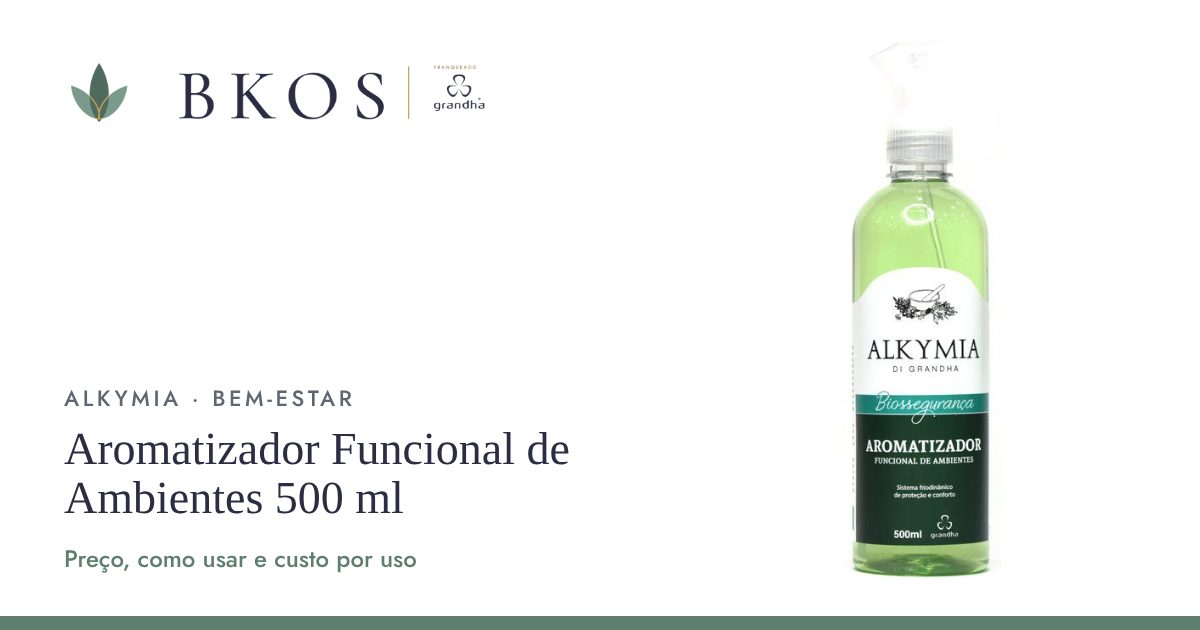 BKOS
FRANQUEADO
grandha
ALKYMIA · BEM-ESTAR
Aromatizador Funcional de
Ambientes 500 ml
Preço, como usar e custo por uso
ALKYMIA
DI GRANDHA
Biossegurança
AROMATIZADOR
FUNCIONAL DE AMBIENTES
Sistema fitodinâmico
de proteção e conforto
500ml
grandha